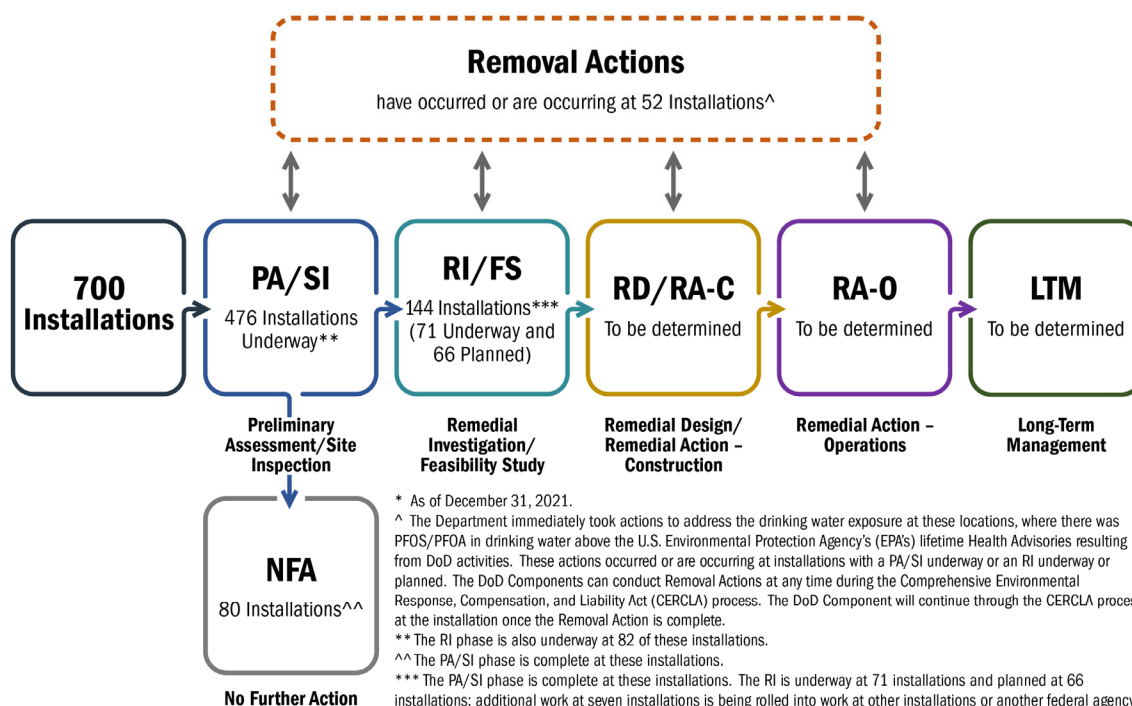 Removal Actions
have occurred or are occurring at 52 Installations^
700
Installations
PA/SI
476 Installations
Underway**
RI/FS
144 Installations***
(71 Underway and
66 Planned)
RD/RA-C
To be determined
RA-O
To be determined
LTM
To be determined
Preliminary
Assessment/Site
Inspection
Remedial
Investigation/
Feasibility Study
Remedial Design/
Remedial Action –
Construction
Remedial Action –
Operations
Long-Term
Management
NFA
80 Installations^^
No Further Action
* As of December 31, 2021.
^ The Department immediately took actions to address the drinking water exposure at these locations, where there was
PFOS/PFOA in drinking water above the U.S. Environmental Protection Agency's (EPA's) lifetime Health Advisories resulting
from DoD activities. These actions occurred or are occurring at installations with a PA/SI underway or an RI underway or
planned. The DoD Components can conduct Removal Actions at any time during the Comprehensive Environmental
Response, Compensation, and Liability Act (CERCLA) process. The DoD Component will continue through the CERCLA proces
at the installation once the Removal Action is complete.
** The RI phase is also underway at 82 of these installations.
^^ The PA/SI phase is complete at these installations.
*** The PA/SI phase is complete at these installations. The RI is underway at 71 installations and planned at 66
installations; additional work at seven installations is being rolled into work at other installations or another federal agency